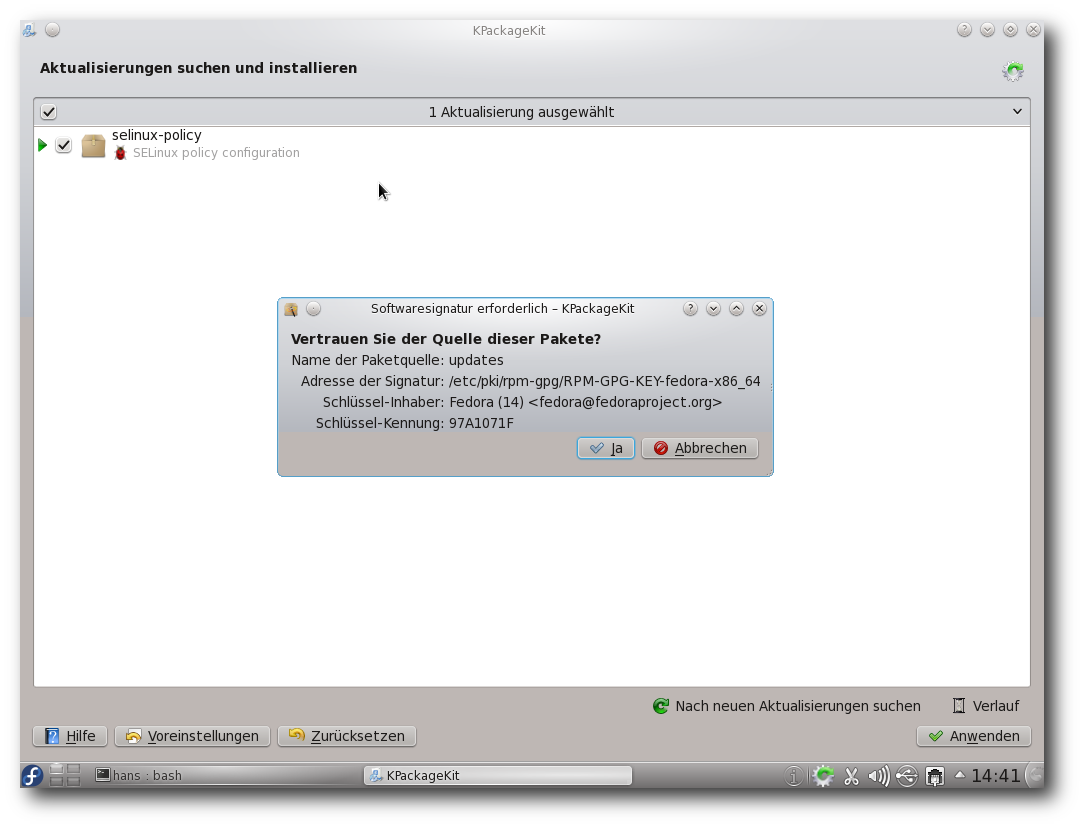 KPackageKit
Aktualisierungen suchen und installieren
1 Aktualisierung ausgewählt
selinux-policy
SELinux policy configuration
Softwaresignatur erforderlich – KPackageKit
Vertrauen Sie der Quelle dieser Pakete?
Name der Paketquelle: updates
Adresse der Signatur: /etc/pki/rpm-gpg/RPM-GPG-KEY-fedora-x86_64
Schlüssel-Inhaber: Fedora (14) <fedora@fedoraproject.org>
Schlüssel-Kennung: 97A1071F
Ja Abbrechen
Nach neuen Aktualisierungen suchen Verlauf
Hilfe Voreinstellungen Zurücksetzen Anwenden
hans : bash KPackageKit 14:41